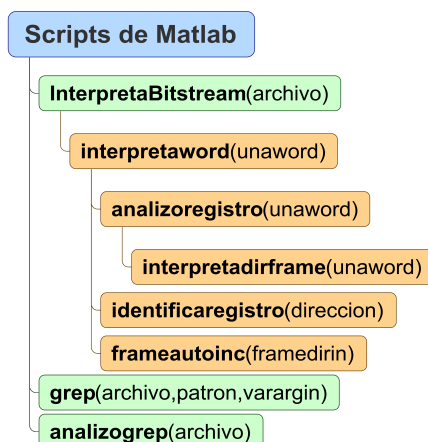 Scripts de Matlab
InterpretaBitstream(archivo)
interpretaword(unaword)
analizoregistro(unaword)
interpretadirframe(unaword)
identificaregistro(direccion)
frameautoinc(framedirin)
grep(archivo,patron,varargin)
analizogrep(archivo)